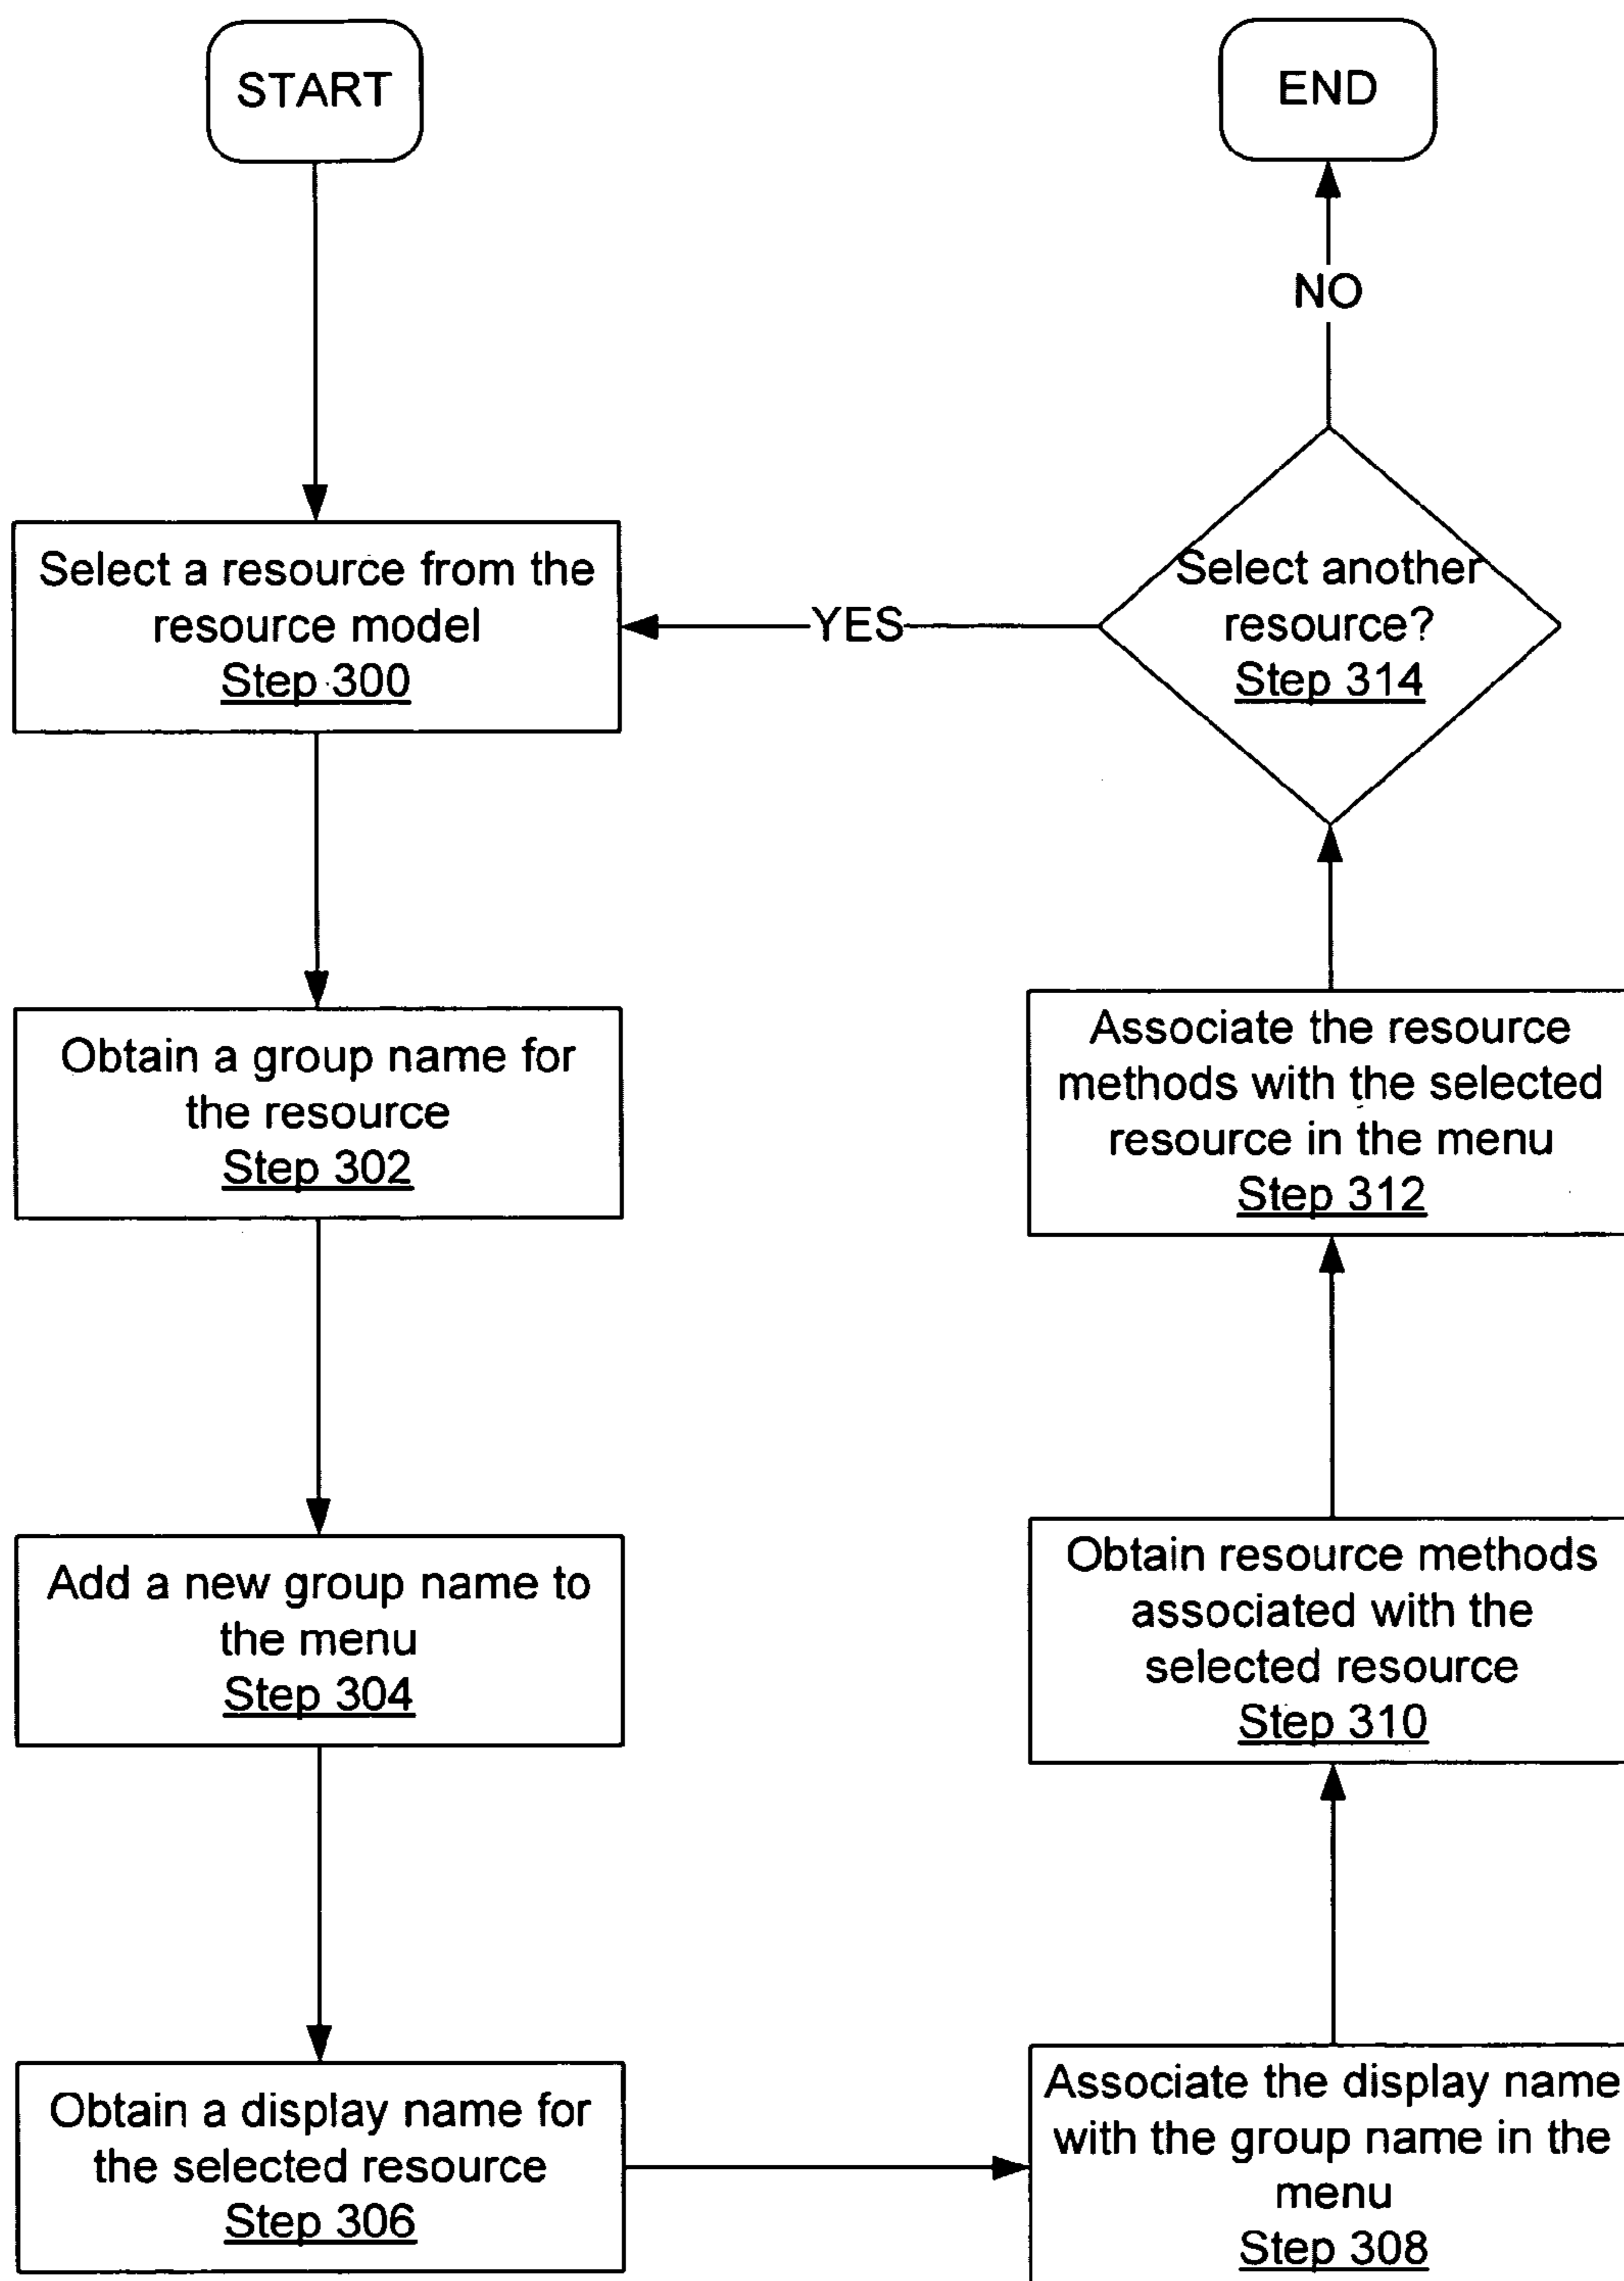 START
Select a resource from the
resource model
Step 300
Obtain a group name for
the resource
Step 302
Add a new group name to
the menu
Step 304
Obtain a display name for
the selected resource
Step 306
Associate the display name
with the group name in the
menu
Step 308
Obtain resource methods
associated with the
selected resource
Step 310
Associate the resource
methods with the selected
resource in the menu
Step 312
Select another
resource?
Step 314
YES
NO
END